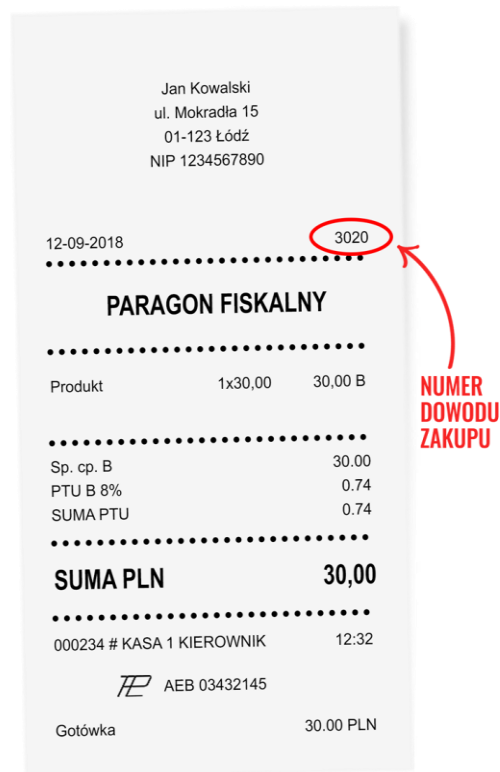 Jan Kowalski
ul. Mokradła 15
01-123 Łódź
NIP 1234567890
12-09-2018 3020
PARAGON FISKALNY
Produkt 1x30,00 30,00 B
NUMER
DOWODU
ZAKUPU
Sp. cp. B 30.00
PTU B 8% 0.74
SUMA PTU 0.74
SUMA PLN 30,00
000234 # KASA 1 KIEROWNIK 12:32
AEB 03432145
Gotówka 30.00 PLN